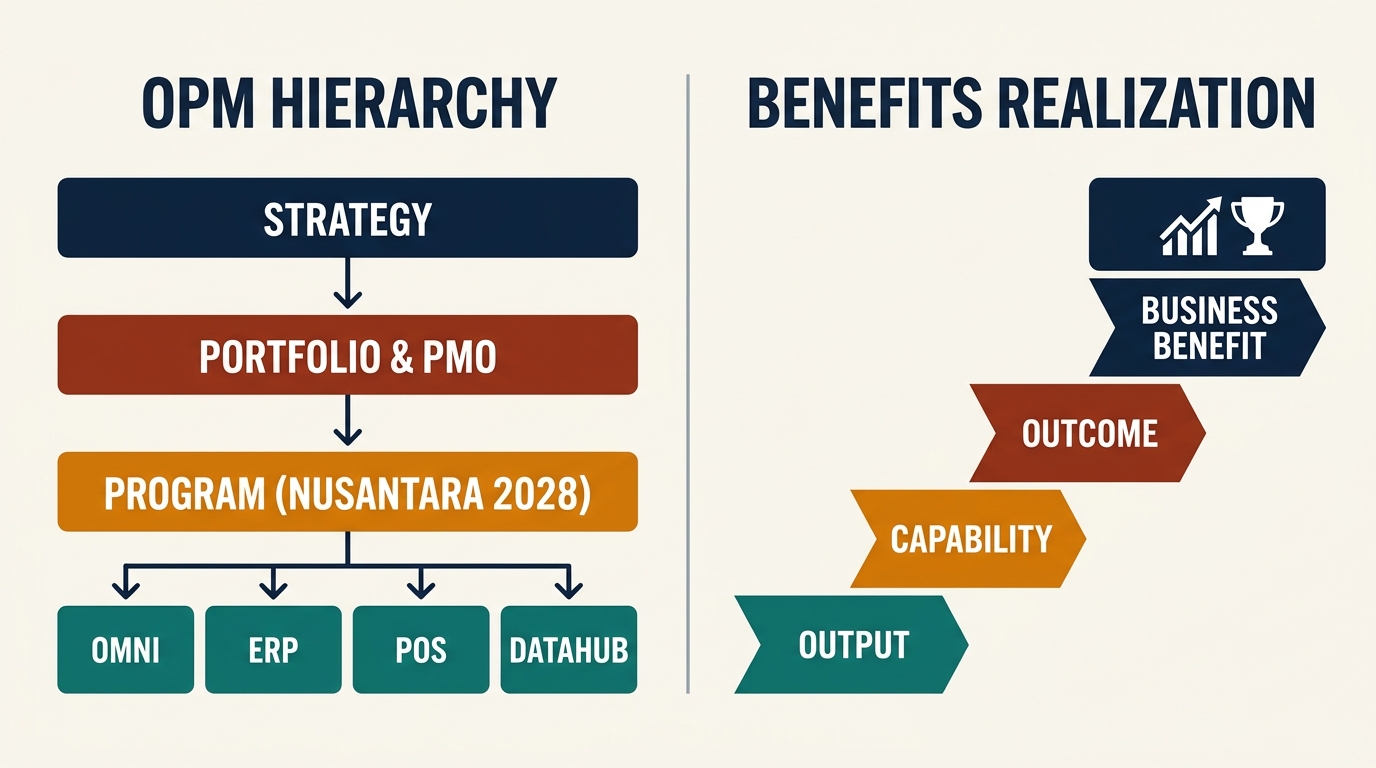 OPM HIERARCHY
STRATEGY
PORTFOLIO & PMO
PROGRAM (NUSANTARA 2028)
OMNI
ERP
POS
DATAHUB
BENEFITS REALIZATION
BUSINESS
BENEFIT
OUTCOME
CAPABILITY
OUTPUT